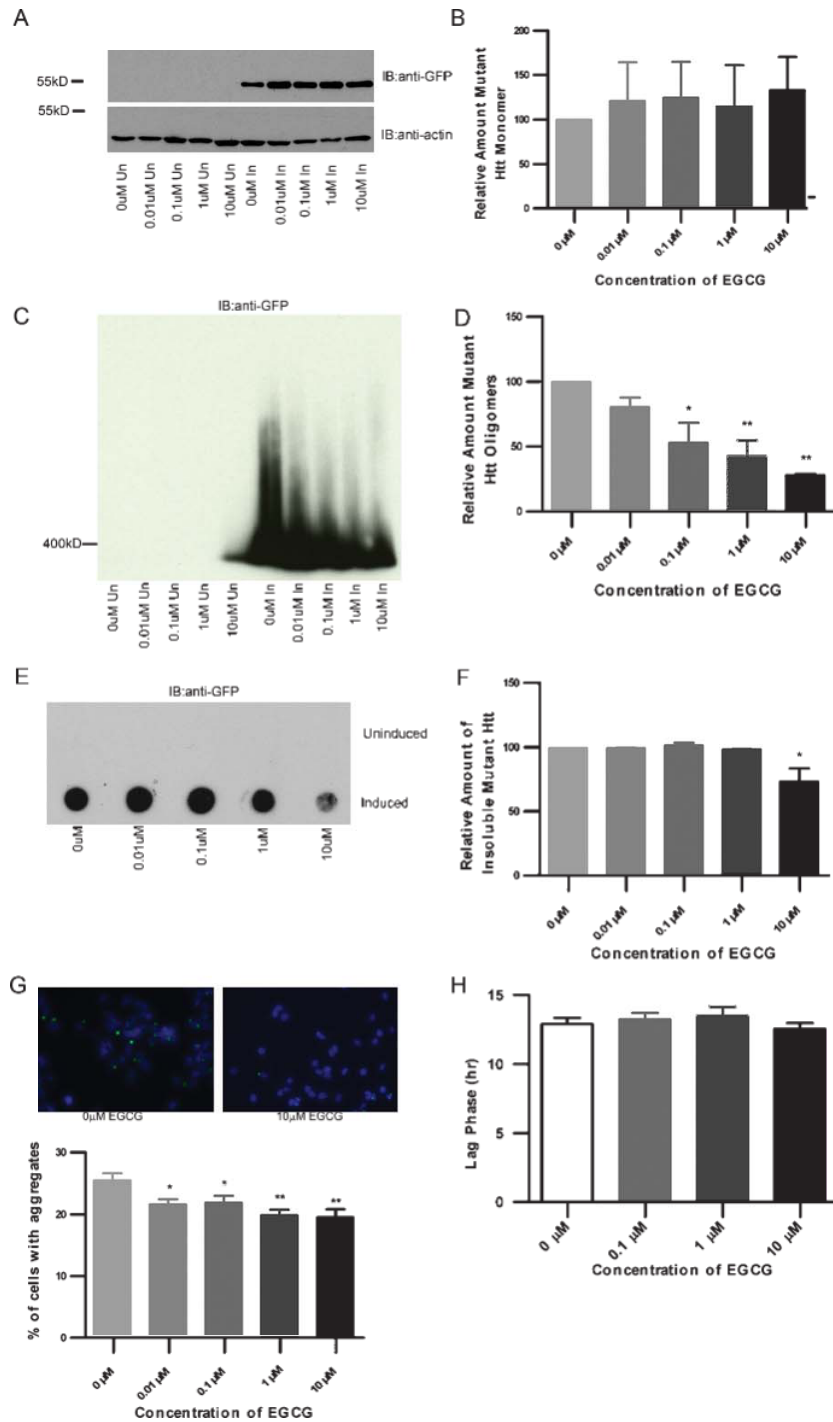 A
55kD
55kD
IB:anti-GFP
IB:anti-actin
0uM Un
0.01uM Un
0.1uM Un
1uM Un
10uM Un
0uM In
0.01uM In
0.1uM In
1uM In
10uM In
B
Relative Amount Mutant
Htt Monomer
200
150
100
50
0
0 µM
0.01 µM
0.1 µM
1 µM
10 µM
Concentration of EGCG
C
IB:anti-GFP
400kD
0uM Un
0.01uM Un
0.1uM Un
1uM Un
10uM Un
0uM In
0.01uM In
0.1uM In
1uM In
10uM In
D
Relative Amount Mutant
Htt Oligomers
150
100
50
0
*
**
**
0 µM
0.01 µM
0.1 µM
1 µM
10 µM
Concentration of EGCG
E
IB:anti-GFP
Uninduced
Induced
0uM
0.01uM
0.1uM
1uM
10uM
F
Relative Amount of
Insoluble Mutant Htt
150
100
50
0
*
0 µM
0.01 µM
0.1 µM
1 µM
10 µM
Concentration of EGCG
G
0µM EGCG
10µM EGCG
% of cells with aggregates
30
20
10
0
*
*
**
**
0 µM
0.01 µM
0.1 µM
1 µM
10 µM
Concentration of EGCG
H
Lag Phase (hr)
15
10
5
0
0 µM
0.1 µM
1 µM
10 µM
Concentration of EGCG